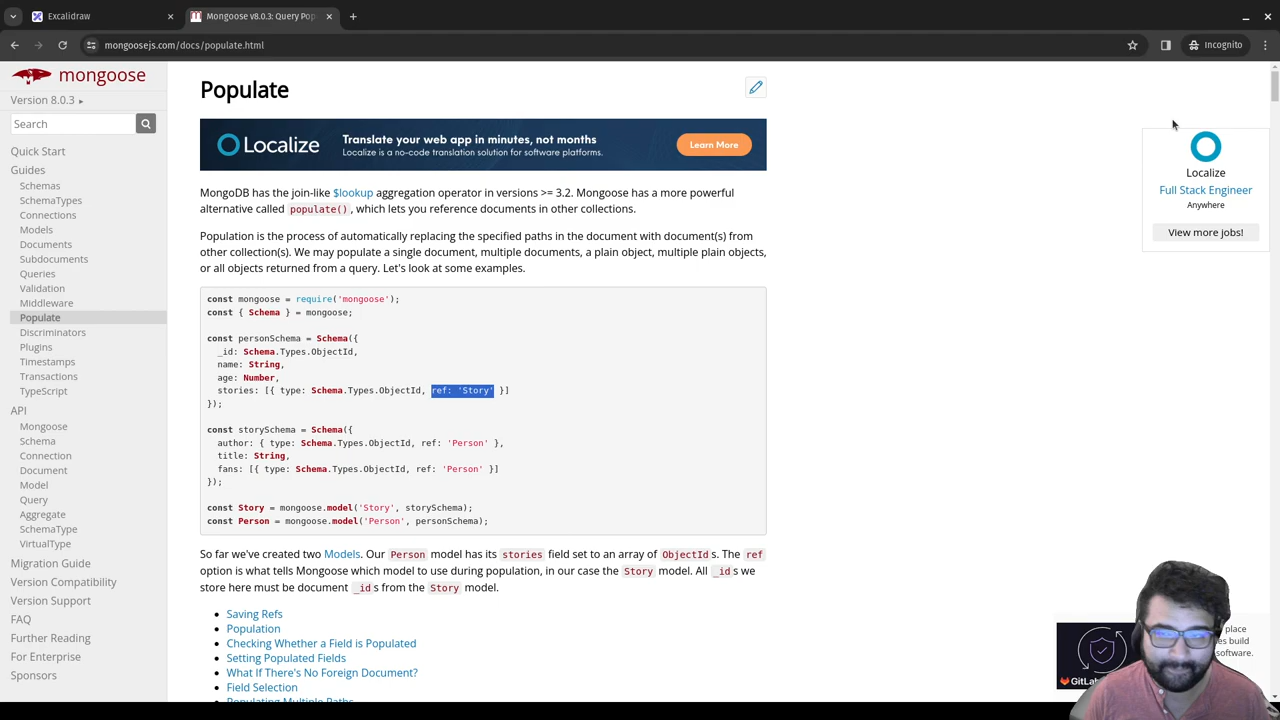 Excalidraw
Mongoose v8.0.3: Query Pop
mongoosejs.com/docs/populate.html
Incognito
mongoose
Version 8.0.3 ▸
Search
Quick Start
Guides
Schemas
SchemaTypes
Connections
Models
Documents
Subdocuments
Queries
Validation
Middleware
Populate
Discriminators
Plugins
Timestamps
Transactions
TypeScript
API
Mongoose
Schema
Connection
Document
Model
Query
Aggregate
SchemaType
VirtualType
Migration Guide
Version Compatibility
Version Support
FAQ
Further Reading
For Enterprise
Sponsors
Populate
Localize
Translate your web app in minutes, not months
Localize is a no-code translation solution for software platforms.
Learn More
MongoDB has the join-like $lookup aggregation operator in versions >= 3.2. Mongoose has a more powerful
alternative called populate(), which lets you reference documents in other collections.
Population is the process of automatically replacing the specified paths in the document with document(s) from
other collection(s). We may populate a single document, multiple documents, a plain object, multiple plain objects,
or all objects returned from a query. Let's look at some examples.
const mongoose = require('mongoose');
const { Schema } = mongoose;
const personSchema = Schema({
_id: Schema.Types.ObjectId,
name: String,
age: Number,
stories: [{ type: Schema.Types.ObjectId, ref: 'Story' }]
});
const storySchema = Schema({
author: { type: Schema.Types.ObjectId, ref: 'Person' },
title: String,
fans: [{ type: Schema.Types.ObjectId, ref: 'Person' }]
});
const Story = mongoose.model('Story', storySchema);
const Person = mongoose.model('Person', personSchema);
So far we've created two Models. Our Person model has its stories field set to an array of ObjectIds. The ref
option is what tells Mongoose which model to use during population, in our case the Story model. All _ids we
store here must be document _ids from the Story model.
Saving Refs
Population
Checking Whether a Field is Populated
Setting Populated Fields
What If There's No Foreign Document?
Field Selection
Populating Multiple Paths
Localize
Full Stack Engineer
Anywhere
View more jobs!
place
build
software.
GitLab